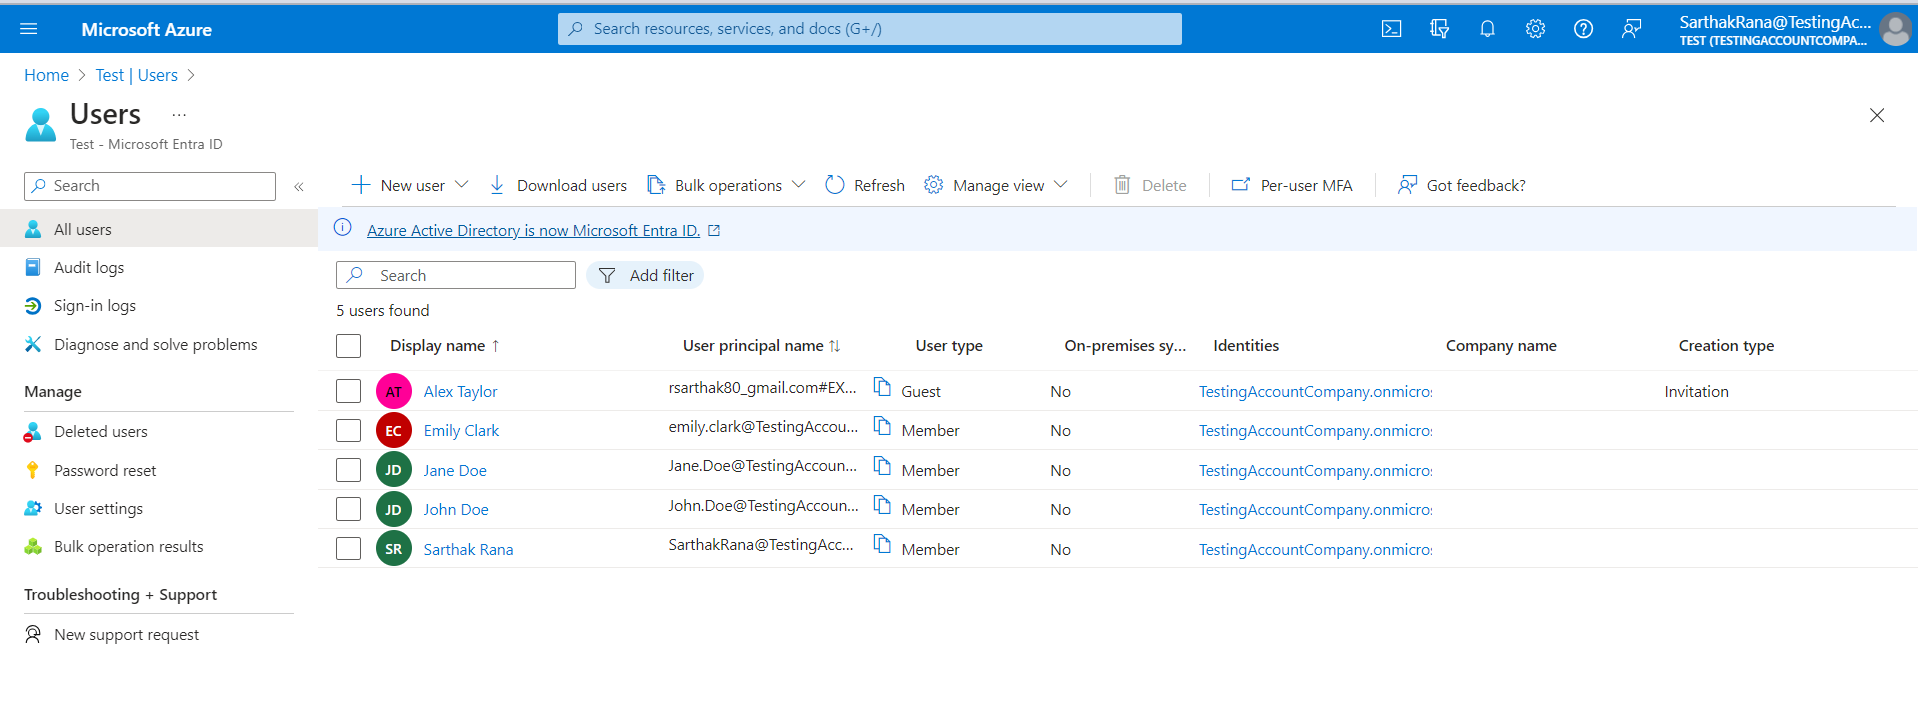 Microsoft Azure
Search resources, services, and docs (G+/)
SarthakRana@TestingAc...
TEST (TESTINGACCOUNTCOMPA...
Home > Test | Users >
Users ...
Test - Microsoft Entra ID
Search «
New user Download users Bulk operations Refresh Manage view Delete Per-user MFA Got feedback?
All users
Audit logs
Sign-in logs
Diagnose and solve problems
Manage
Deleted users
Password reset
User settings
Bulk operation results
Troubleshooting + Support
New support request
Azure Active Directory is now Microsoft Entra ID.
Search Add filter
5 users found
Display name ↑ User principal name ↑↓ User type On-premises sy... Identities Company name Creation type
AT Alex Taylor rsarthak80_gmail.com#EX... Guest No TestingAccountCompany.onmicro Invitation
EC Emily Clark emily.clark@TestingAccou... Member No TestingAccountCompany.onmicro
JD Jane Doe Jane.Doe@TestingAccoun... Member No TestingAccountCompany.onmicro
JD John Doe John.Doe@TestingAccoun... Member No TestingAccountCompany.onmicro
SR Sarthak Rana SarthakRana@TestingAcc... Member No TestingAccountCompany.onmicro